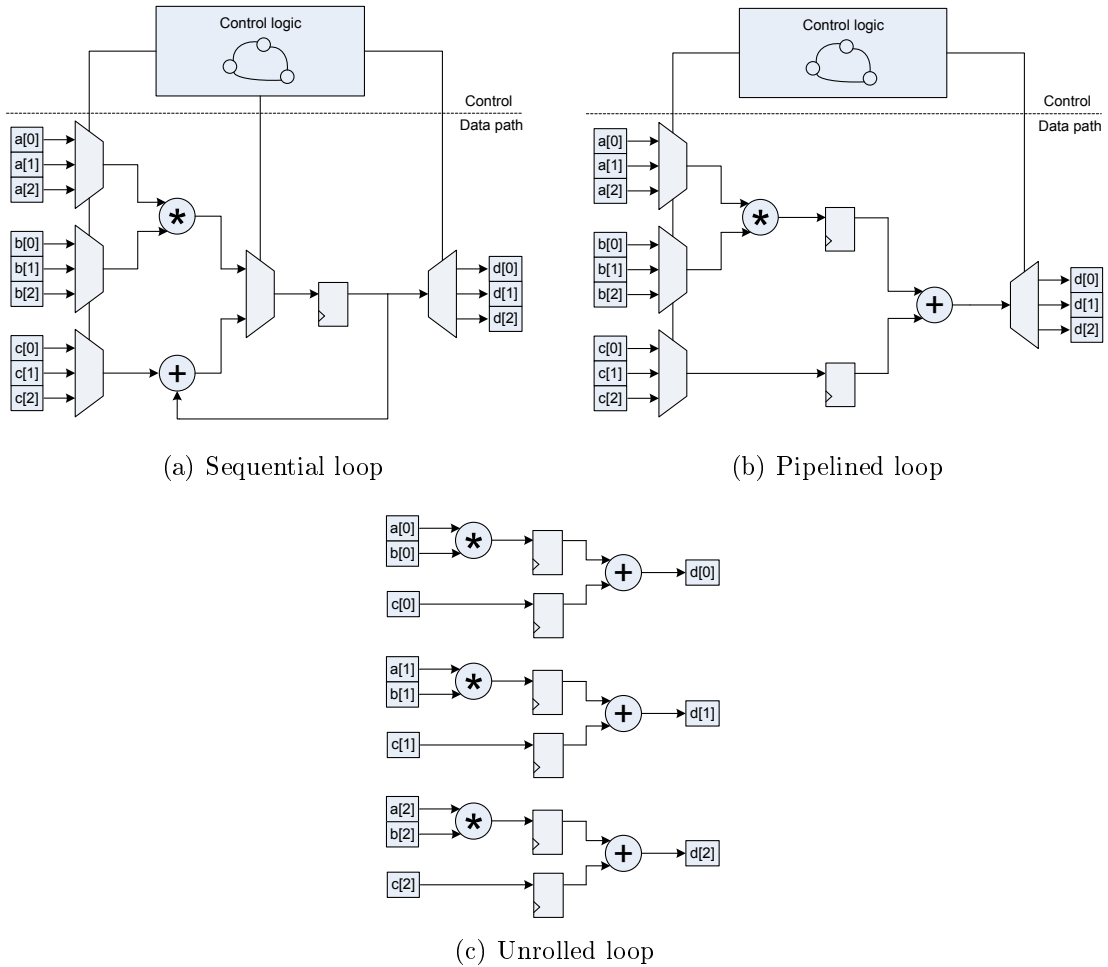 Control logic
Control
Data path
a[0]
a[1]
a[2]
*
b[0]
b[1]
b[2]
c[0]
c[1]
c[2]
+
d[0]
d[1]
d[2]
(a) Sequential loop
Control logic
Control
Data path
a[0]
a[1]
a[2]
*
b[0]
b[1]
b[2]
c[0]
c[1]
c[2]
+
d[0]
d[1]
d[2]
(b) Pipelined loop
a[0]
b[0]
*
c[0]
+
d[0]
a[1]
b[1]
*
c[1]
+
d[1]
a[2]
b[2]
*
c[2]
+
d[2]
(c) Unrolled loop